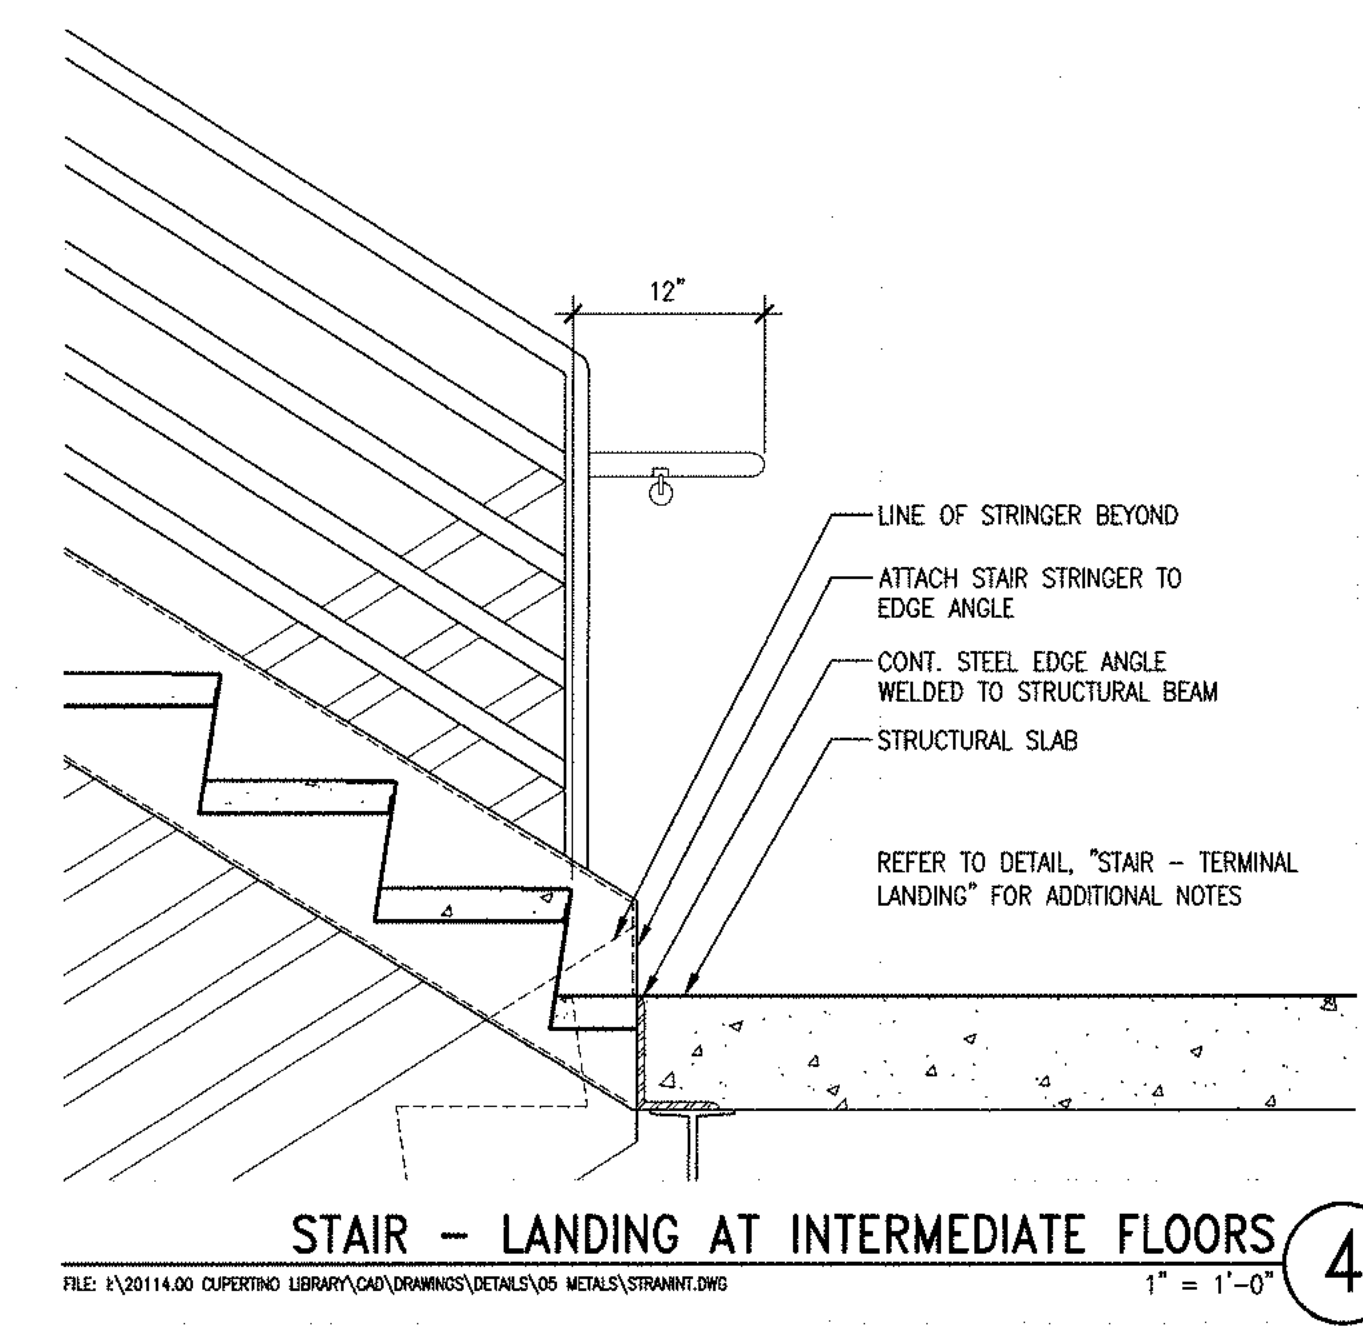 12"
LINE OF STRINGER BEYOND
ATTACH STAIR STRINGER TO
EDGE ANGLE
CONT. STEEL EDGE ANGLE
WELDED TO STRUCTURAL BEAM
STRUCTURAL SLAB
REFER TO DETAIL, "STAIR – TERMINAL
LANDING" FOR ADDITIONAL NOTES
STAIR – LANDING AT INTERMEDIATE FLOORS
4
FILE: I:\20114.00 CUPERTINO LIBRARY\CAD\DRAWINGS\DETAILS\05 METALS\STRANINT.DWG
1" = 1'–0"